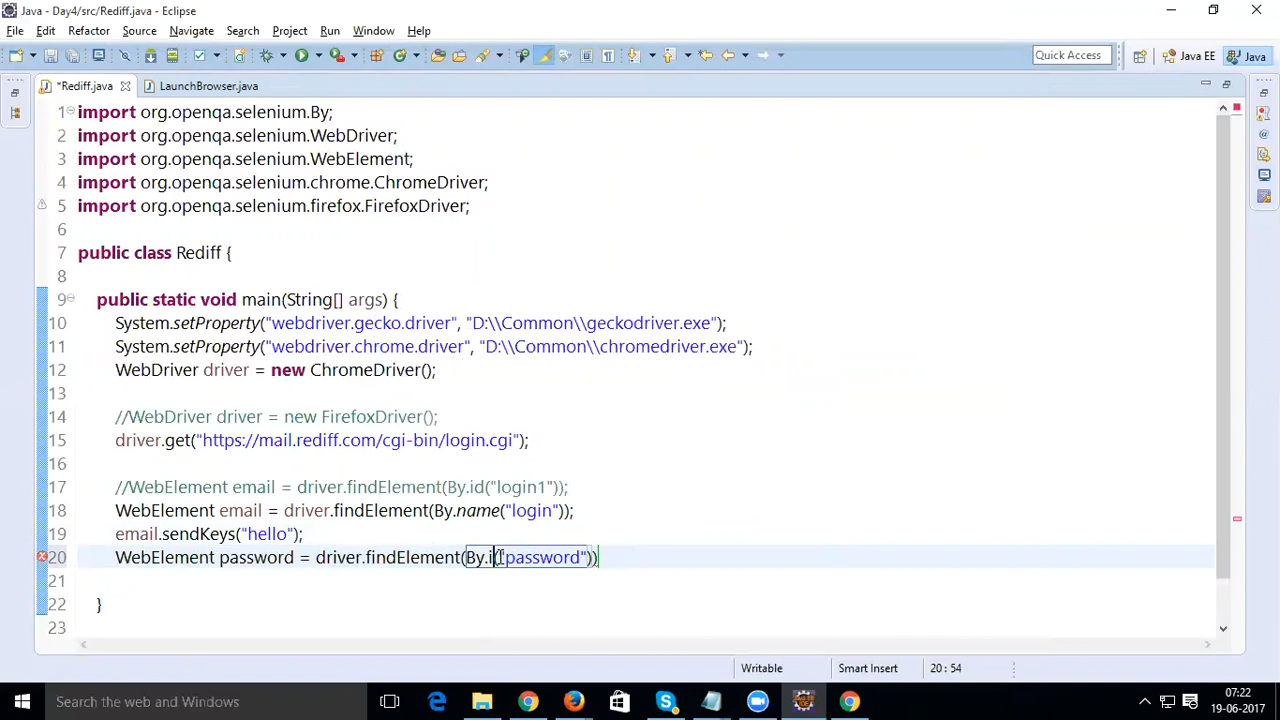 Java - Day4/src/Rediff.java - Eclipse
File Edit Refactor Source Navigate Search Project Run Window Help
Quick Access Java EE Java
*Rediff.java LaunchBrowser.java
1 import org.openqa.selenium.By;
2 import org.openqa.selenium.WebDriver;
3 import org.openqa.selenium.WebElement;
4 import org.openqa.selenium.chrome.ChromeDriver;
5 import org.openqa.selenium.firefox.FirefoxDriver;
6
7 public class Rediff {
8
9 public static void main(String[] args) {
10 System.setProperty("webdriver.gecko.driver", "D:\\Common\\geckodriver.exe");
11 System.setProperty("webdriver.chrome.driver", "D:\\Common\\chromedriver.exe");
12 WebDriver driver = new ChromeDriver();
13
14 //WebDriver driver = new FirefoxDriver();
15 driver.get("https://mail.rediff.com/cgi-bin/login.cgi");
16
17 //WebElement email = driver.findElement(By.id("login1"));
18 WebElement email = driver.findElement(By.name("login"));
19 email.sendKeys("hello");
20 WebElement password = driver.findElement(By.i("password"))
21
22 }
23
Writable Smart Insert 20 : 54
Search the web and Windows
07:22
19-06-2017